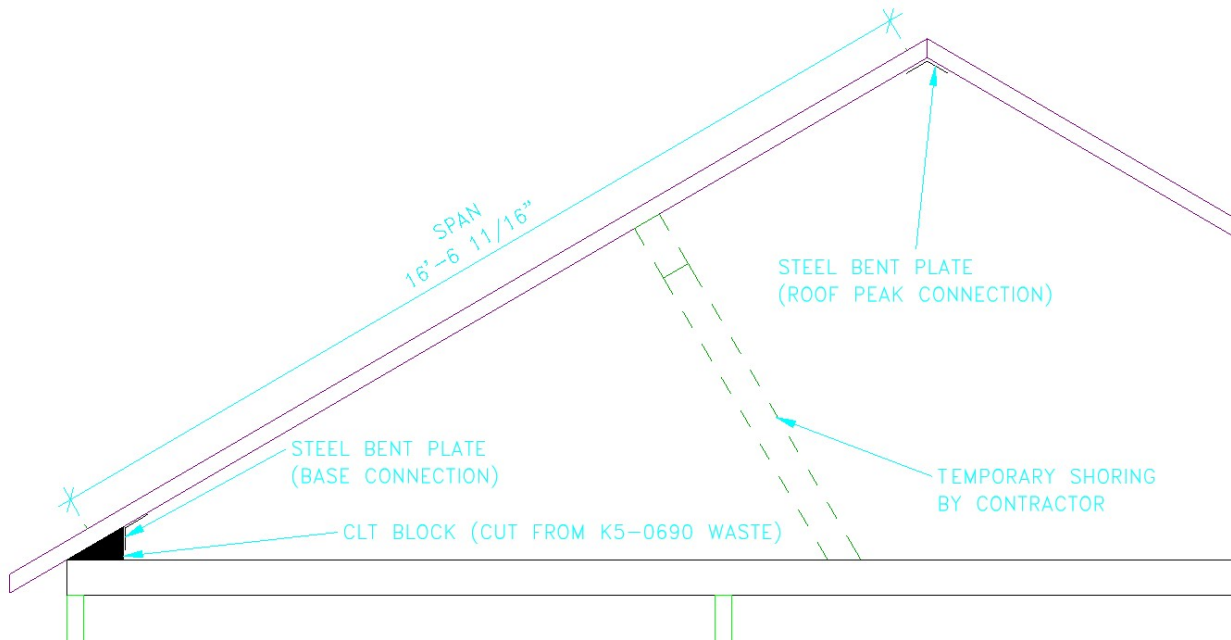 SPAN
16'-6 11/16"
STEEL BENT PLATE
(ROOF PEAK CONNECTION)
STEEL BENT PLATE
(BASE CONNECTION)
TEMPORARY SHORING
BY CONTRACTOR
CLT BLOCK (CUT FROM K5-0690 WASTE)